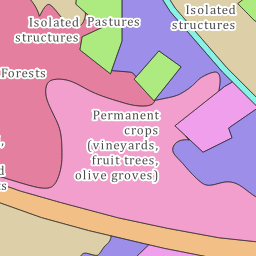 Isolated
structures
Pastures
Isolated
structures
Forests
Permanent
crops
(vineyards,
fruit trees,
olive groves)